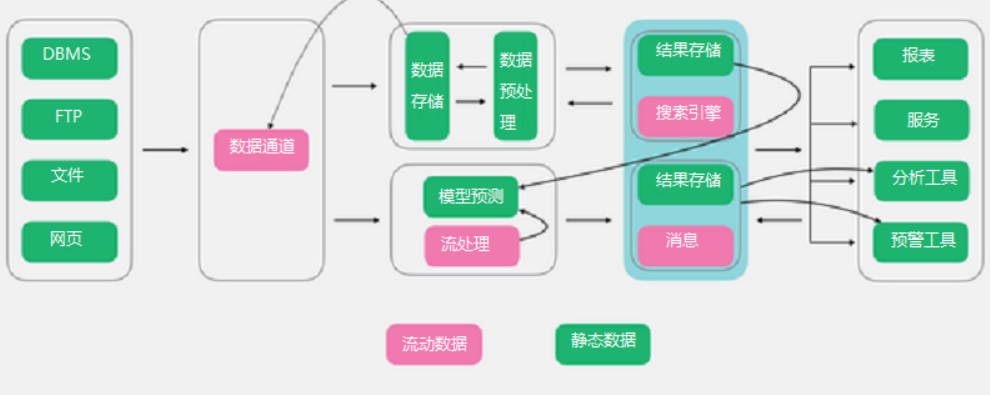 DBMS
FTP
文件
网页
数据通道
数据
存储
数据
预处
理
模型预测
流处理
结果存储
搜索引擎
结果存储
消息
报表
服务
分析工具
预警工具
流动数据
静态数据